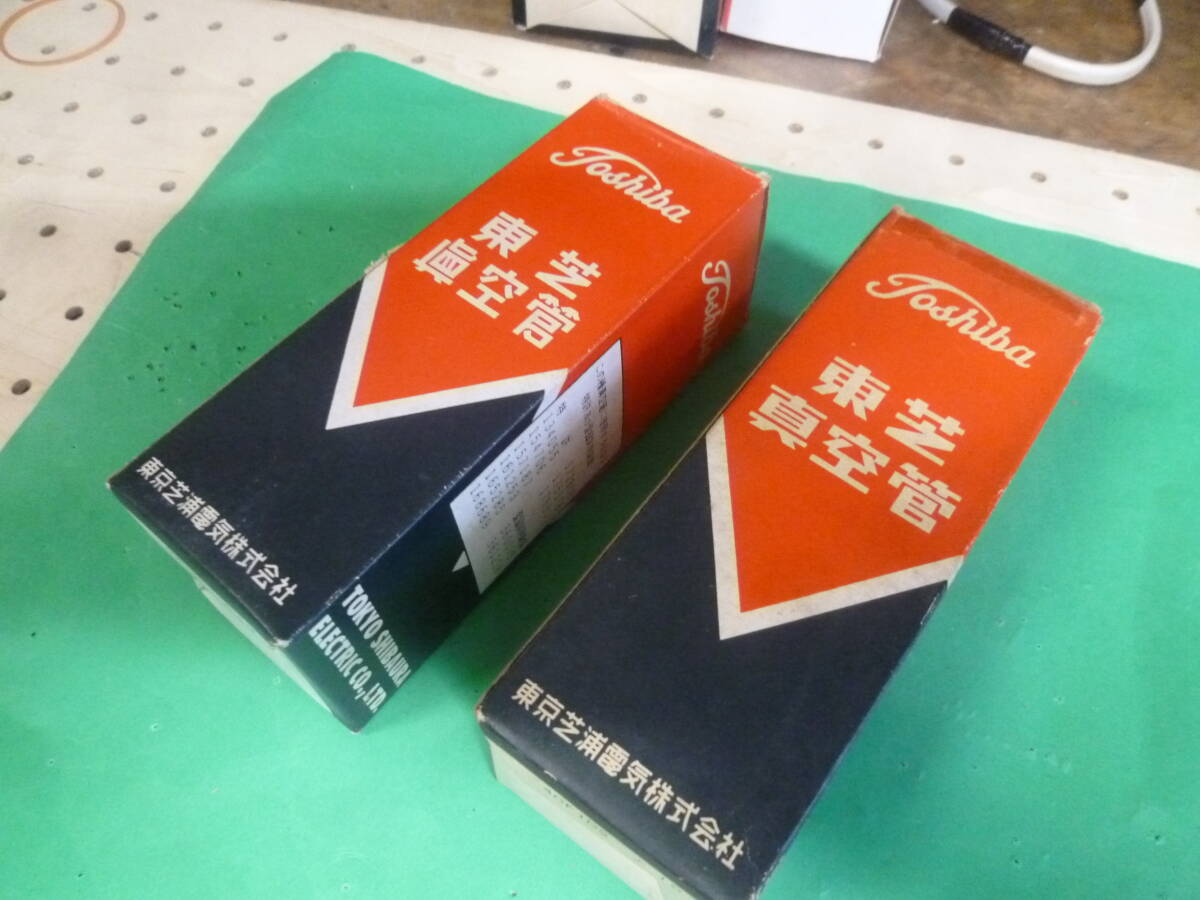 Toshiba
東芝
眞空管
東京芝浦電気株式会社
Toshiba
TOKYO SHIBAURA
ELECTRIC CO., LTD.
Toshiba
東芝
真空管
東京芝浦電気株式会社